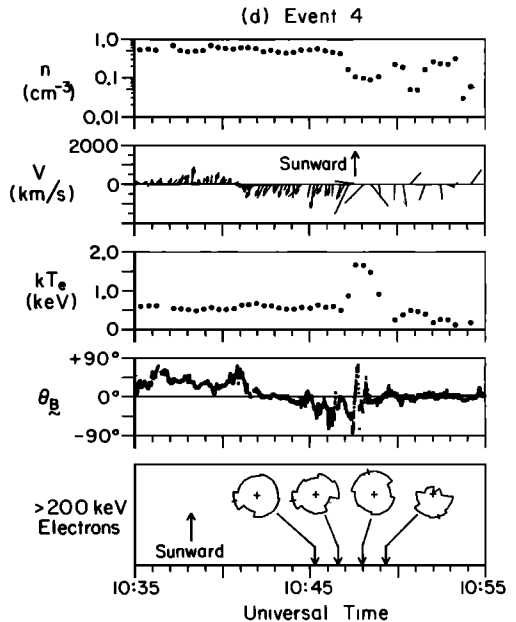 (d) Event 4
1.0
n
0.1
(cm⁻³)
0.01
2000
Sunward
V
0
(km/s)
2.0
kTe
1.0
(keV)
0
+90°
θB
0°
-90°
>200 keV
Electrons
Sunward
10:35 10:45 10:55
Universal Time